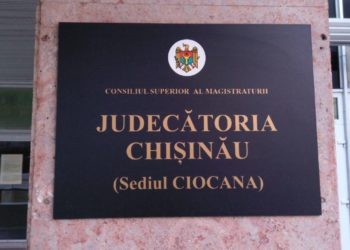 CONSILIUL SUPERIOR AL MAGISTRATURII
JUDECĂTORIA
CHIȘINĂU
(Sediul CIOCANA)